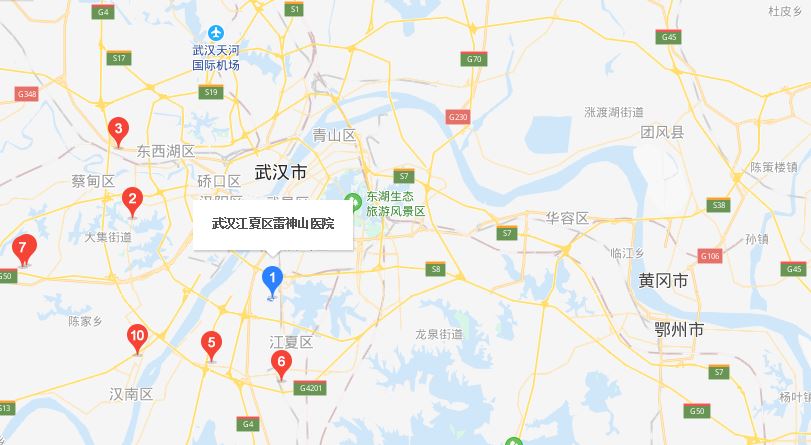 G4
S1
杜皮乡
G45
武汉天河
国际机场
S17
G70
S19
G348
G230
涨渡湖街道
3
青山区
团风县
东西湖区
武汉市
陈策楼镇
蔡甸区
硚口区
S7
2
东湖生态
旅游风景区
S38
武汉江夏区雷神山医院
华容区
大集街道
S7
孙镇
7
临江乡
G106
G50
1
S8
G45
黄冈市
陈家乡
鄂州市
10
5
江夏区
龙泉街道
6
S7
汉南区
G4201
杨叶镇
S13
G50
G4